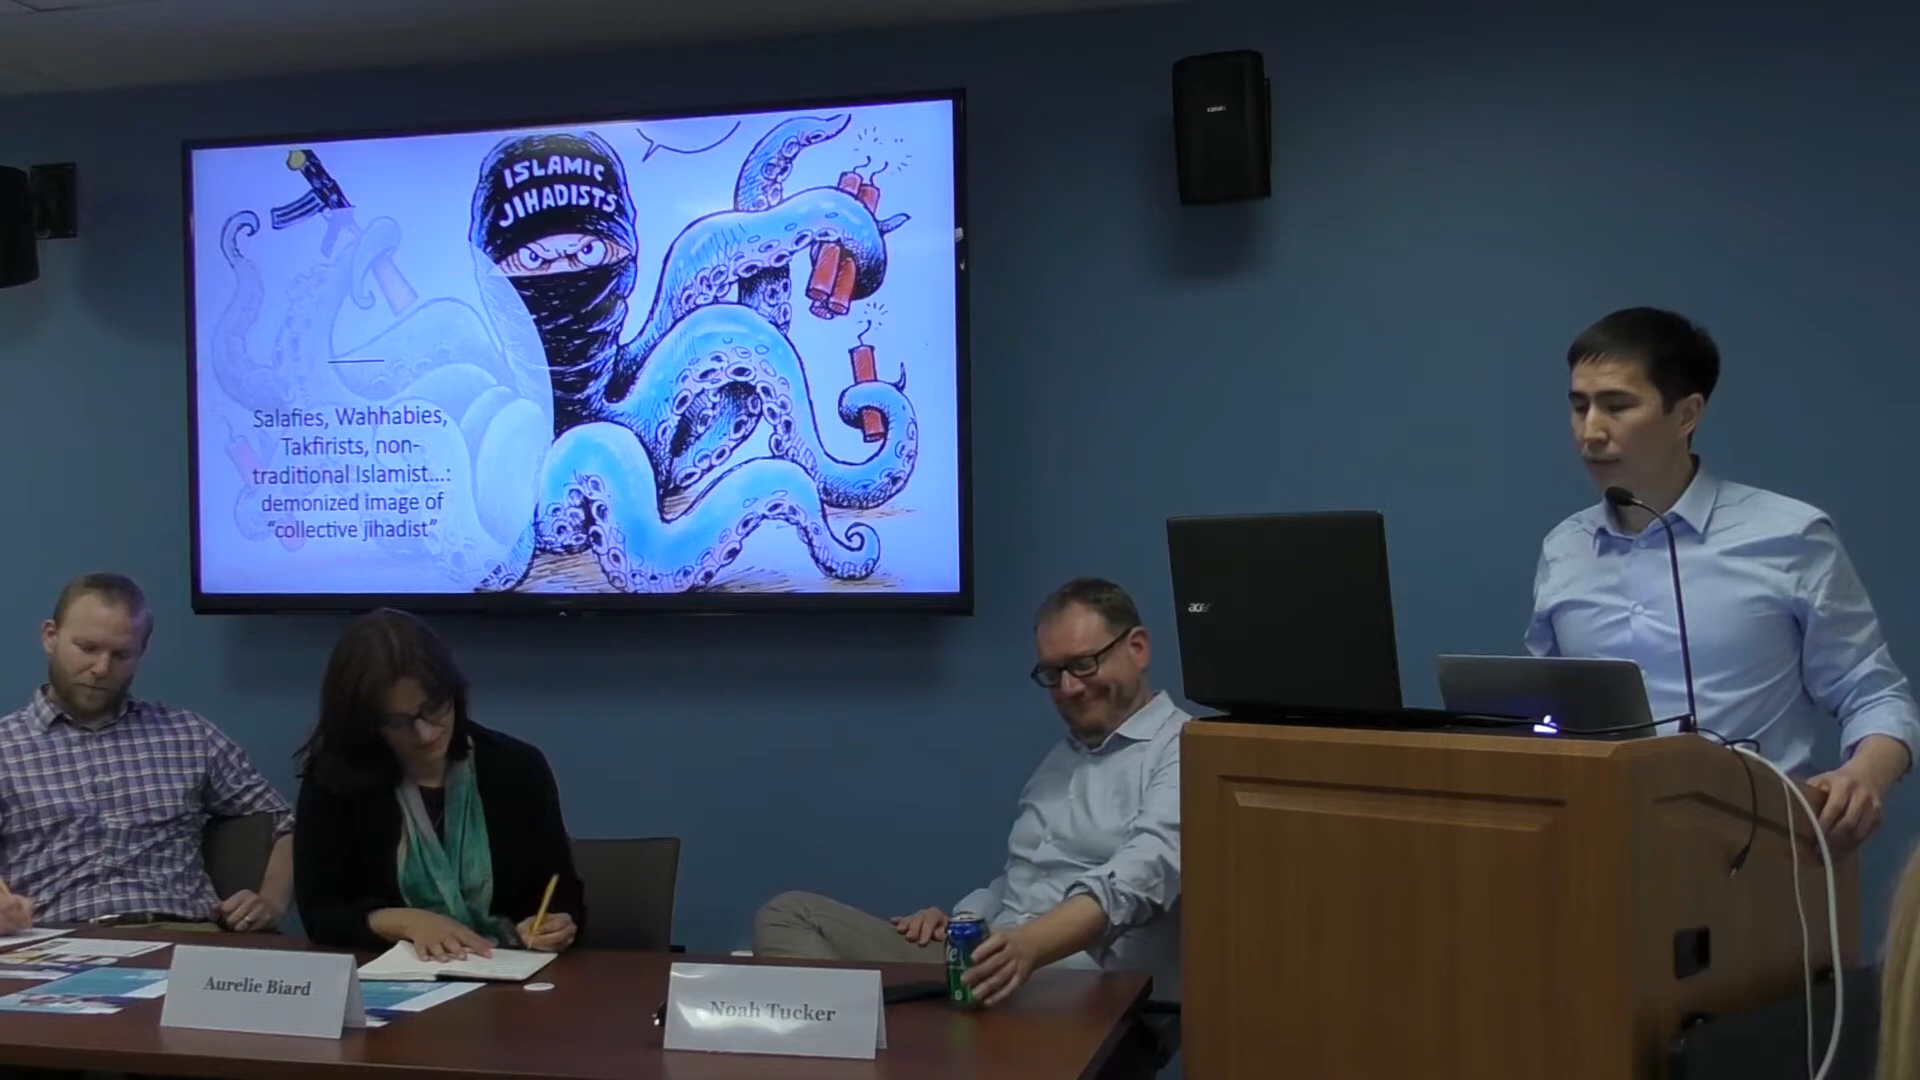 ISLAMIC
JIHADISTS
Salafies, Wahhabies,
Takfirists, non-
traditional Islamist...:
demonized image of
“collective jihadist”
acer
Aurelie Biard
Noah Tucker